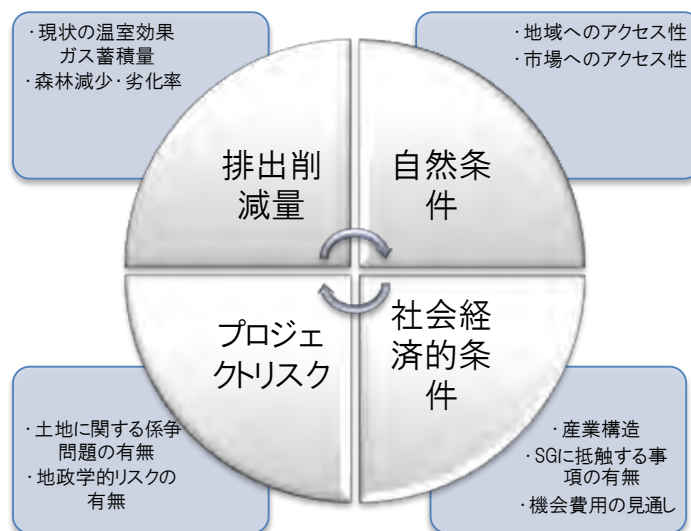 ・現状の温室効果
ガス蓄積量
・森林減少・劣化率
・地域へのアクセス性
・市場へのアクセス性
排出削
減量
自然条
件
プロジェ
クトリスク
社会経
済的条
件
・土地に関する係争
問題の有無
・地政学的リスクの
有無
・産業構造
・SGに抵触する事
項の有無
・機会費用の見通し